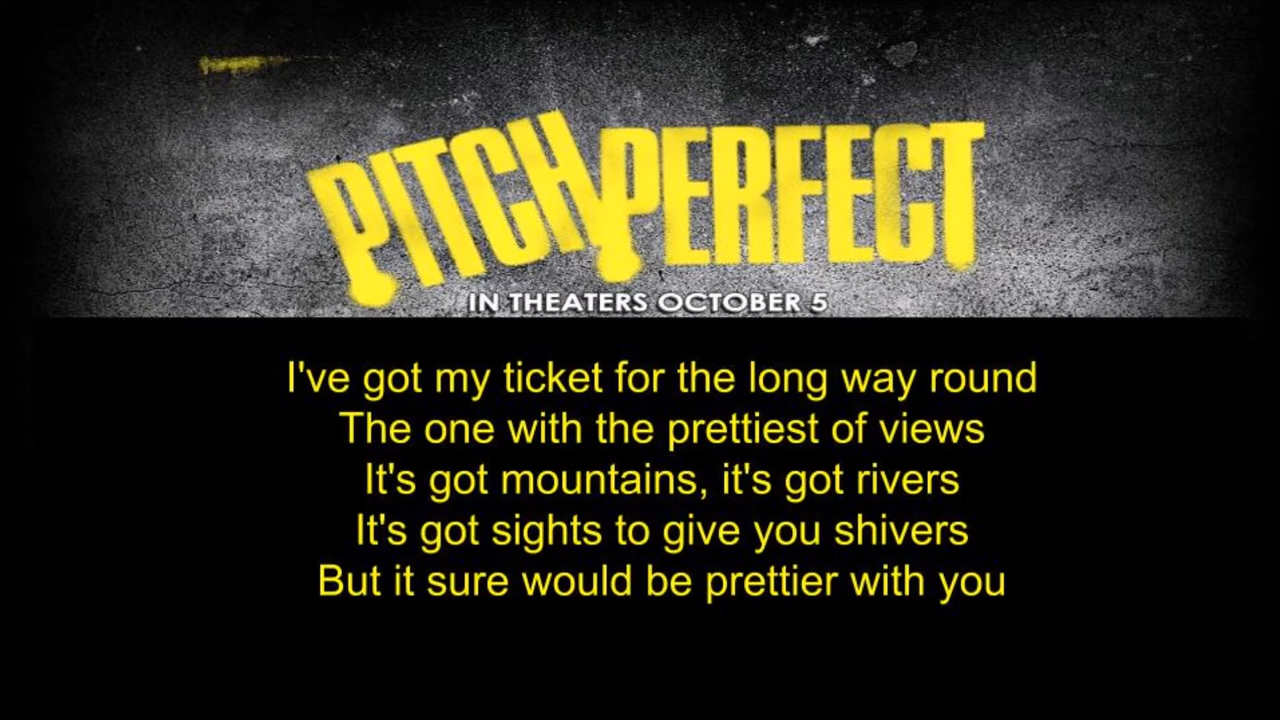 PITCH PERFECT
IN THEATERS OCTOBER 5
I've got my ticket for the long way round
The one with the prettiest of views
It's got mountains, it's got rivers
It's got sights to give you shivers
But it sure would be prettier with you